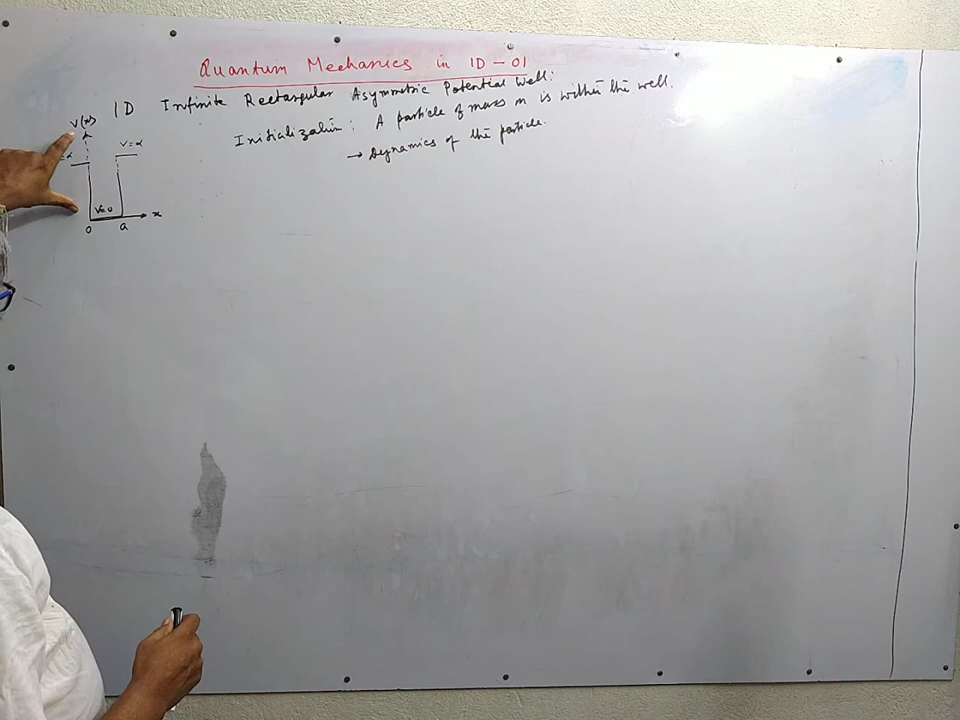 Quantum Mechanics in 1D - 01
1D Infinite Rectangular Asymmetric Potential Well:
Initialization: A particle of mass m is within the well.
→ Dynamics of the particle.
V(x)
= α
V = α
V=0
x
0
a